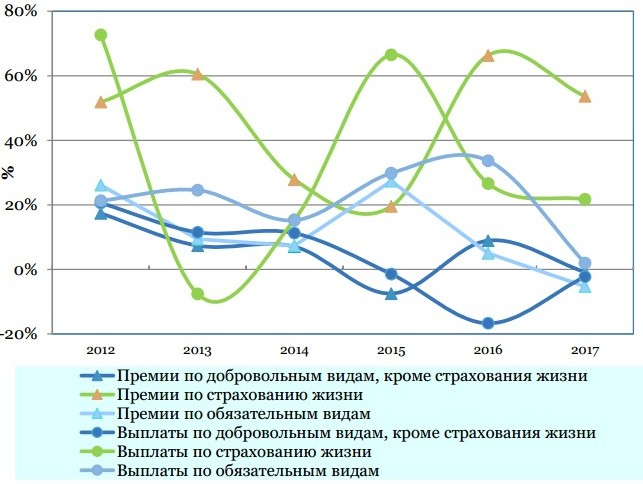 80%
60%
40%
20%
0%
-20%
%
2012 2013 2014 2015 2016 2017
Премии по добровольным видам, кроме страхования жизни
Премии по страхованию жизни
Премии по обязательным видам
Выплаты по добровольным видам, кроме страхования жизни
Выплаты по страхованию жизни
Выплаты по обязательным видам